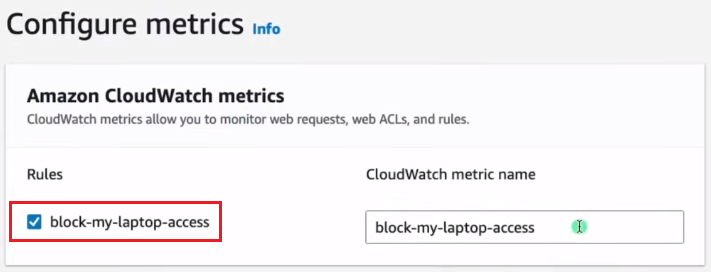 Configure metrics Info
Amazon CloudWatch metrics
CloudWatch metrics allow you to monitor web requests, web ACLs, and rules.
Rules CloudWatch metric name
block-my-laptop-access block-my-laptop-access